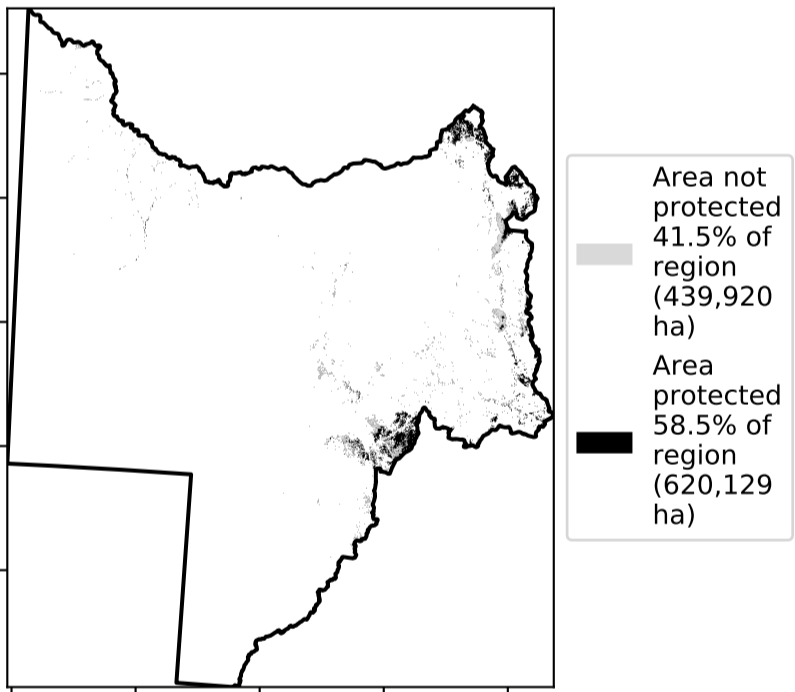 Area not
protected
41.5% of
region
(439,920
ha)
Area
protected
58.5% of
region
(620,129
ha)